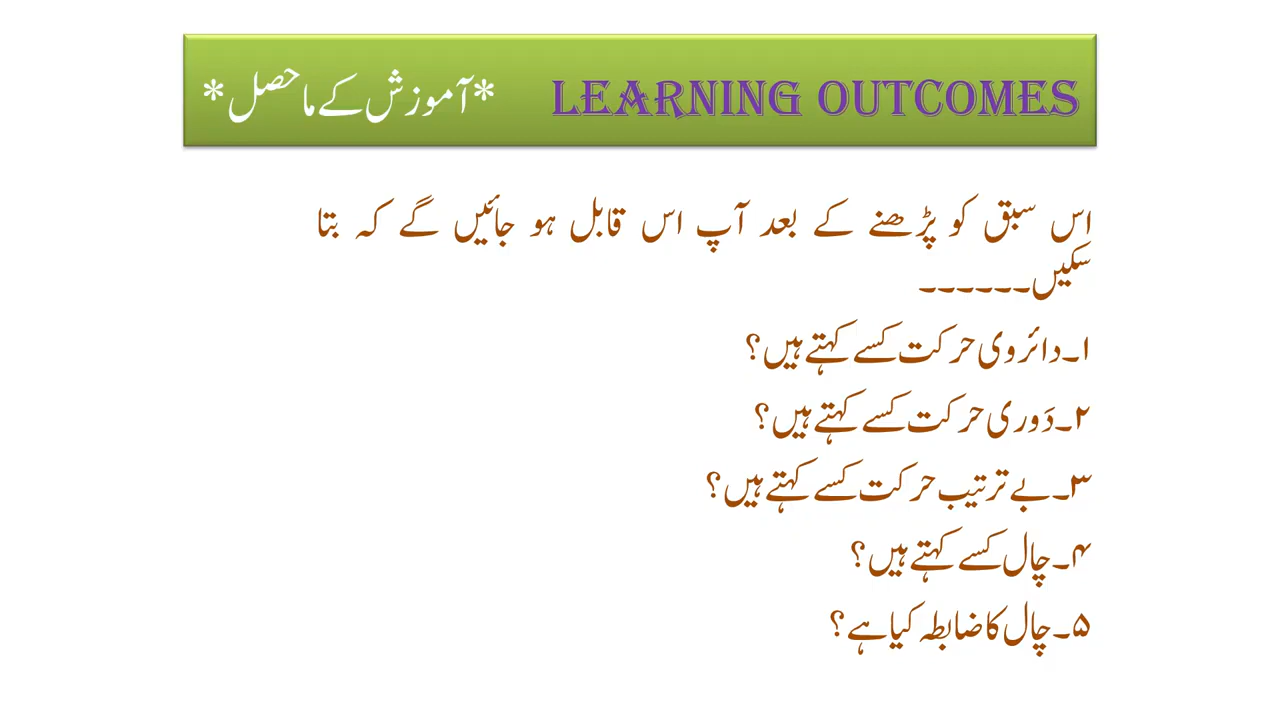 LEARNING OUTCOMES *آموزش کے ماحصل*
اِس سبق کو پڑھنے کے بعد آپ اس قابل ہو جائیں گے کہ بتا
سکیں۔۔۔۔۔۔
۱۔دائروی حرکت کسے کہتے ہیں؟
۲۔دَوری حرکت کسے کہتے ہیں؟
۳۔بے ترتیب حرکت کسے کہتے ہیں؟
۴۔چال کسے کہتے ہیں؟
۵۔چال کا ضابطہ کیا ہے؟